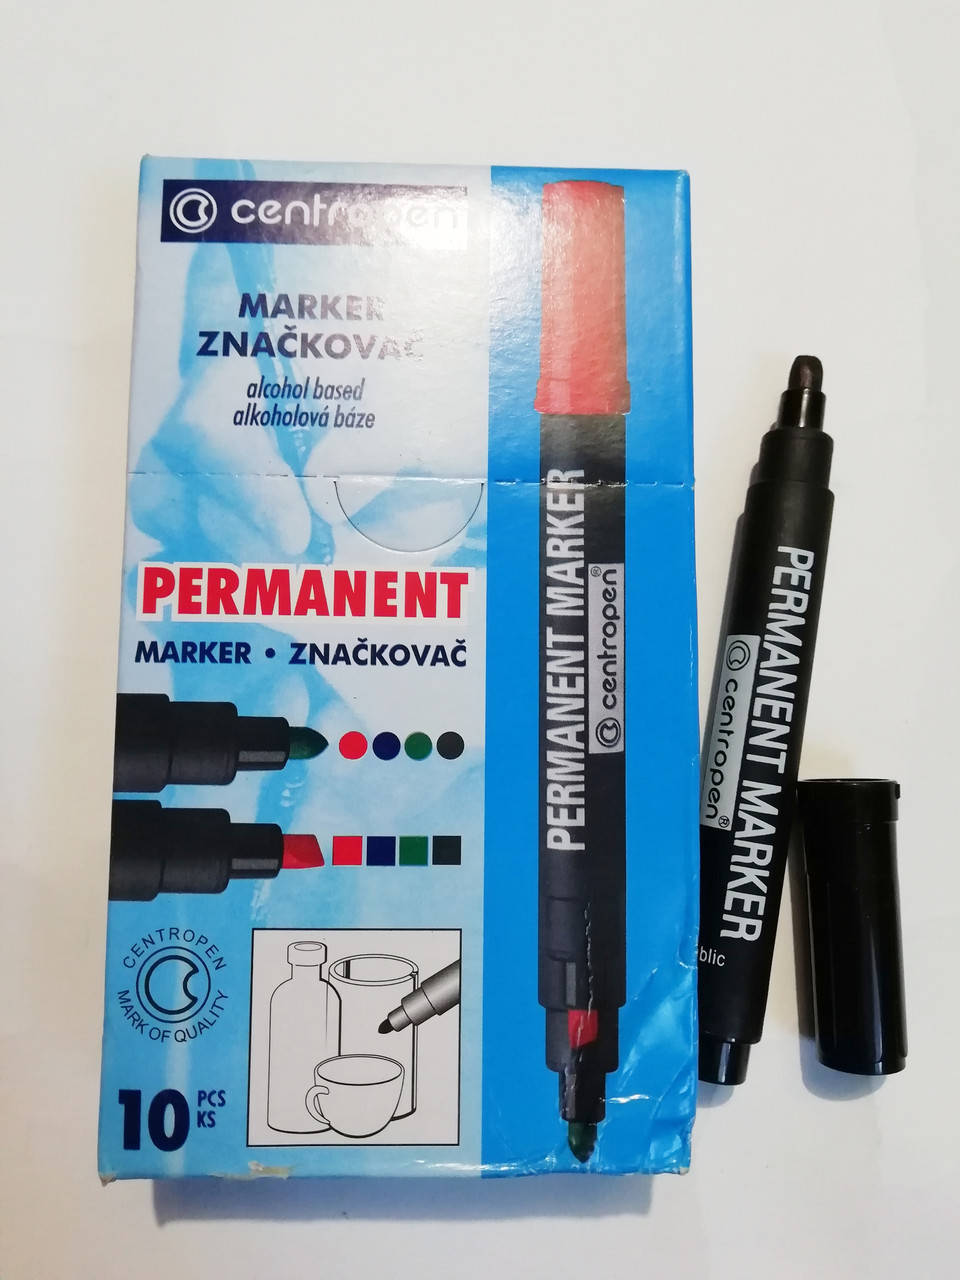 centropen
MARKER
ZNAČKOVAČ
alcohol based
alkoholová báze
PERMANENT
MARKER • ZNAČKOVAČ
CENTROPEN
MARK OF QUALITY
10 PCS
KS
PERMANENT MARKER
centropen®
PERMANENT MARKER
centropen®
blic